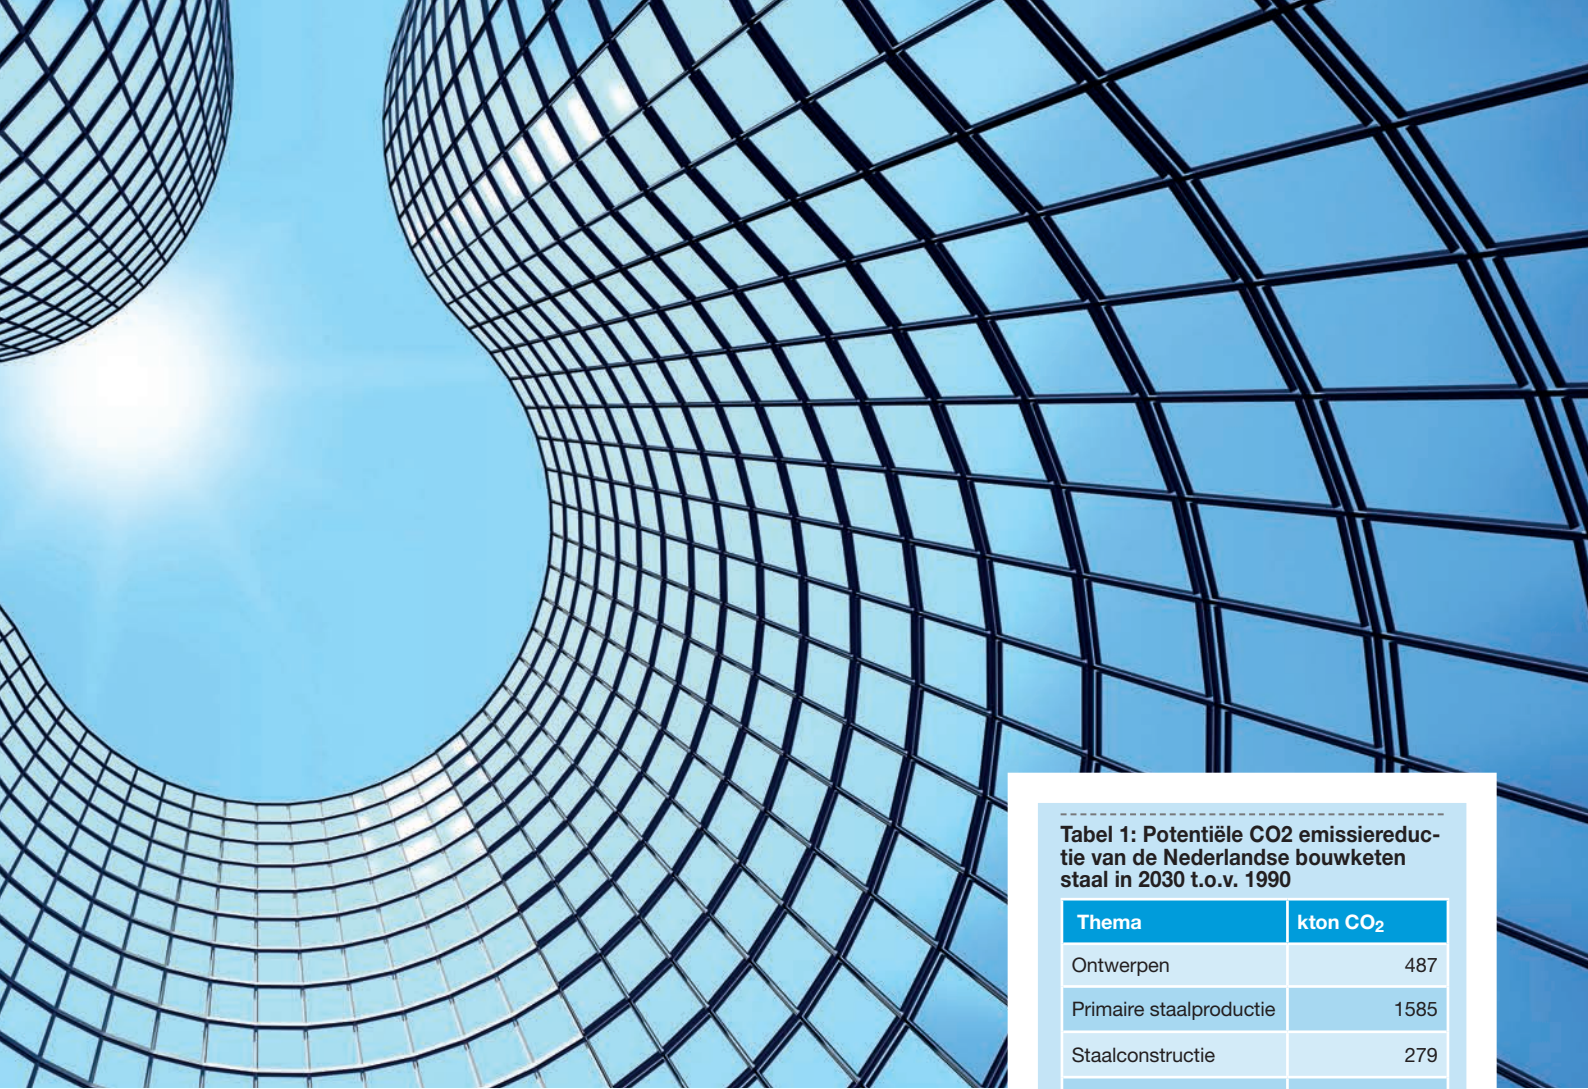 Tabel 1: Potentiële CO2 emissiereduc-
tie van de Nederlandse bouwketen
staal in 2030 t.o.v. 1990
Thema kton CO₂
Ontwerpen 487
Primaire staalproductie 1585
Staalconstructie 279